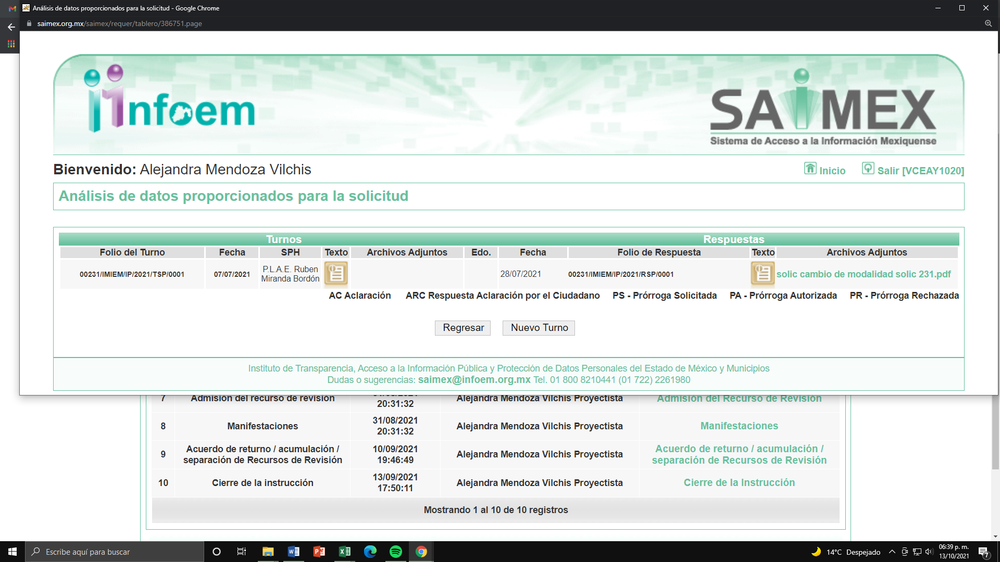 Análisis de datos proporcionados para la solicitud - Google Chrome
saimex.org.mx/saimex/requer/tablero/386751.page
infoem
SAIMEX
Sistema de Acceso a la Información Mexiquense
Bienvenido: Alejandra Mendoza Vilchis
Inicio Salir [VCEAY1020]
Análisis de datos proporcionados para la solicitud
Turnos Respuestas
Folio del Turno Fecha SPH Texto Archivos Adjuntos Edo. Fecha Folio de Respuesta Texto Archivos Adjuntos
00231/IMIEM/IP/2021/TSP/0001 07/07/2021 P.L.A.E. Ruben Miranda Bordón 28/07/2021 00231/IMIEM/IP/2021/RSP/0001 solic cambio de modalidad solic 231.pdf
AC Aclaración ARC Respuesta Aclaración por el Ciudadano PS - Prórroga Solicitada PA - Prórroga Autorizada PR - Prórroga Rechazada
Regresar Nuevo Turno
Instituto de Transparencia, Acceso a la Información Pública y Protección de Datos Personales del Estado de México y Municipios
Dudas o sugerencias: saimex@infoem.org.mx Tel. 01 800 8210441 (01 722) 2261980
7 Admisión del recurso de revisión 20:31:32 Alejandra Mendoza Vilchis Proyectista Admisión del Recurso de Revisión
8 Manifestaciones 31/08/2021 20:31:32 Alejandra Mendoza Vilchis Proyectista Manifestaciones
9 Acuerdo de returno / acumulación / separación de Recursos de Revisión 10/09/2021 19:46:49 Alejandra Mendoza Vilchis Proyectista Acuerdo de returno / acumulación / separación de Recursos de Revisión
10 Cierre de la instrucción 13/09/2021 17:50:11 Alejandra Mendoza Vilchis Proyectista Cierre de la Instrucción
Mostrando 1 al 10 de 10 registros
Escribe aquí para buscar
14°C Despejado
06:39 p. m.
13/10/2021
7